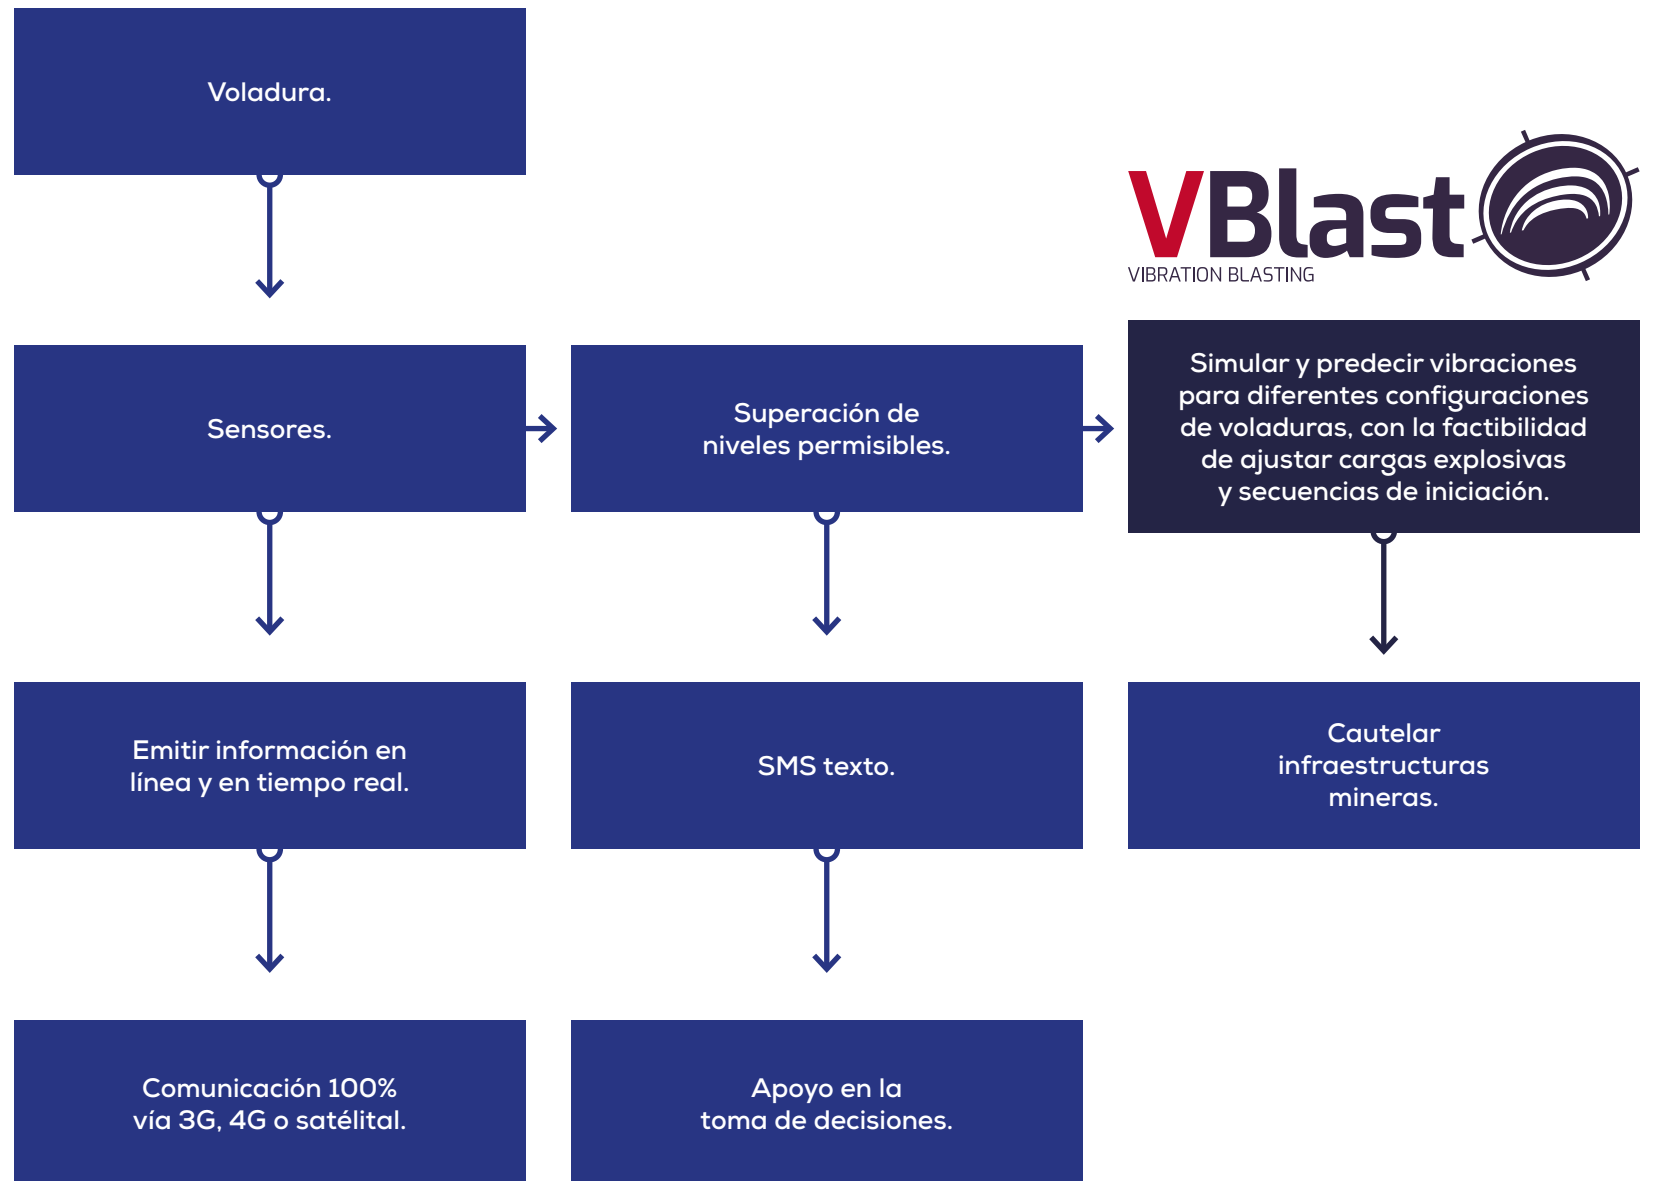 Voladura.
VBlast
VIBRATION BLASTING
Sensores.
Superación de
niveles permisibles.
Simular y predecir vibraciones
para diferentes configuraciones
de voladuras, con la factibilidad
de ajustar cargas explosivas
y secuencias de iniciación.
Emitir información en
línea y en tiempo real.
SMS texto.
Cautelar
infraestructuras
mineras.
Comunicación 100%
vía 3G, 4G o satélital.
Apoyo en la
toma de decisiones.